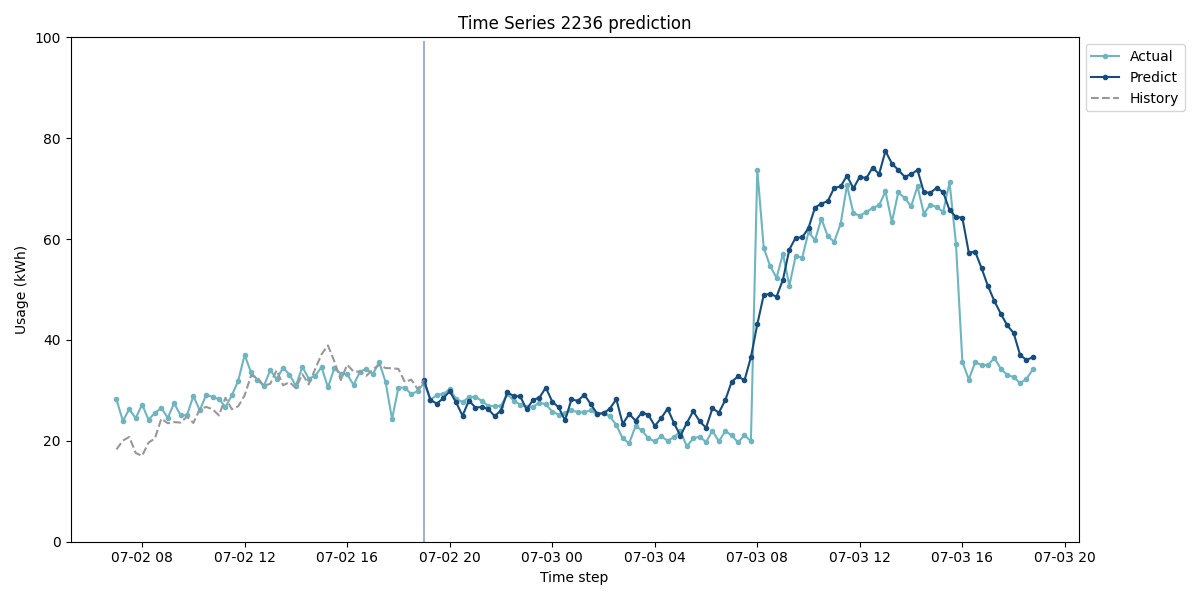 Time Series 2236 prediction
100
80
60
40
20
0
Usage (kWh)
07-02 08
07-02 12
07-02 16
07-02 20
07-03 00
07-03 04
07-03 08
07-03 12
07-03 16
07-03 20
Time step
Actual
Predict
History